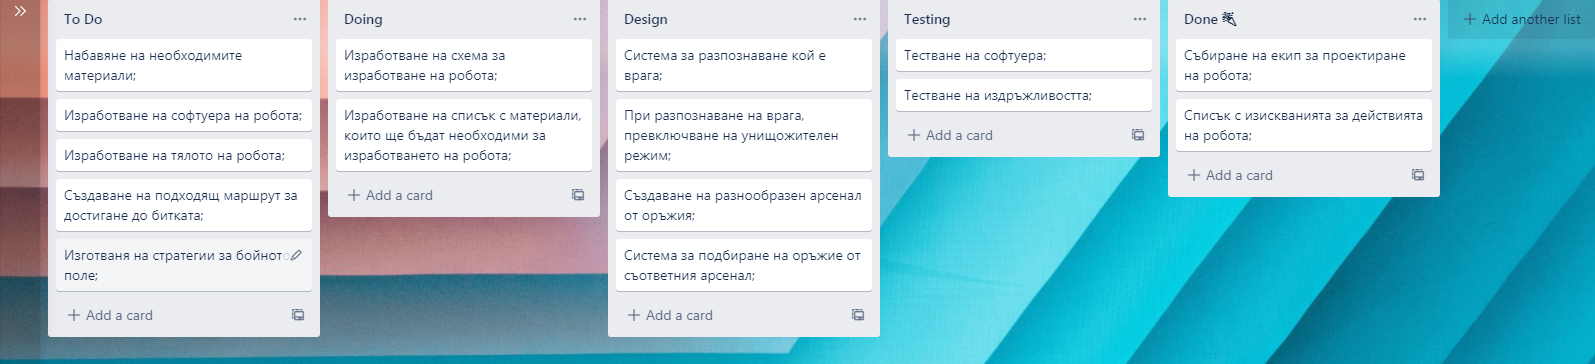 To Do
Набавяне на необходимите
материали;
Изработване на софтуера на робота;
Изработване на тялото на робота;
Създаване на подходящ маршрут за
достигане до битката;
Изготваня на стратегии за бойното
поле;
+ Add a card
Doing
Изработване на схема за
изработване на робота;
Изработване на списък с материали,
които ще бъдат необходими за
изработването на робота;
+ Add a card
Design
Система за разпознаване кой е
врага;
При разпознаване на врага,
превключване на унищожителен
режим;
Създаване на разнообразен арсенал
от оръжия;
Система за подбиране на оръжие от
съответния арсенал;
+ Add a card
Testing
Тестване на софтуера;
Тестване на издръжливостта;
+ Add a card
Done
Събиране на екип за проектиране
на робота;
Списък с изискванията за действията
на робота;
+ Add a card
+ Add another list